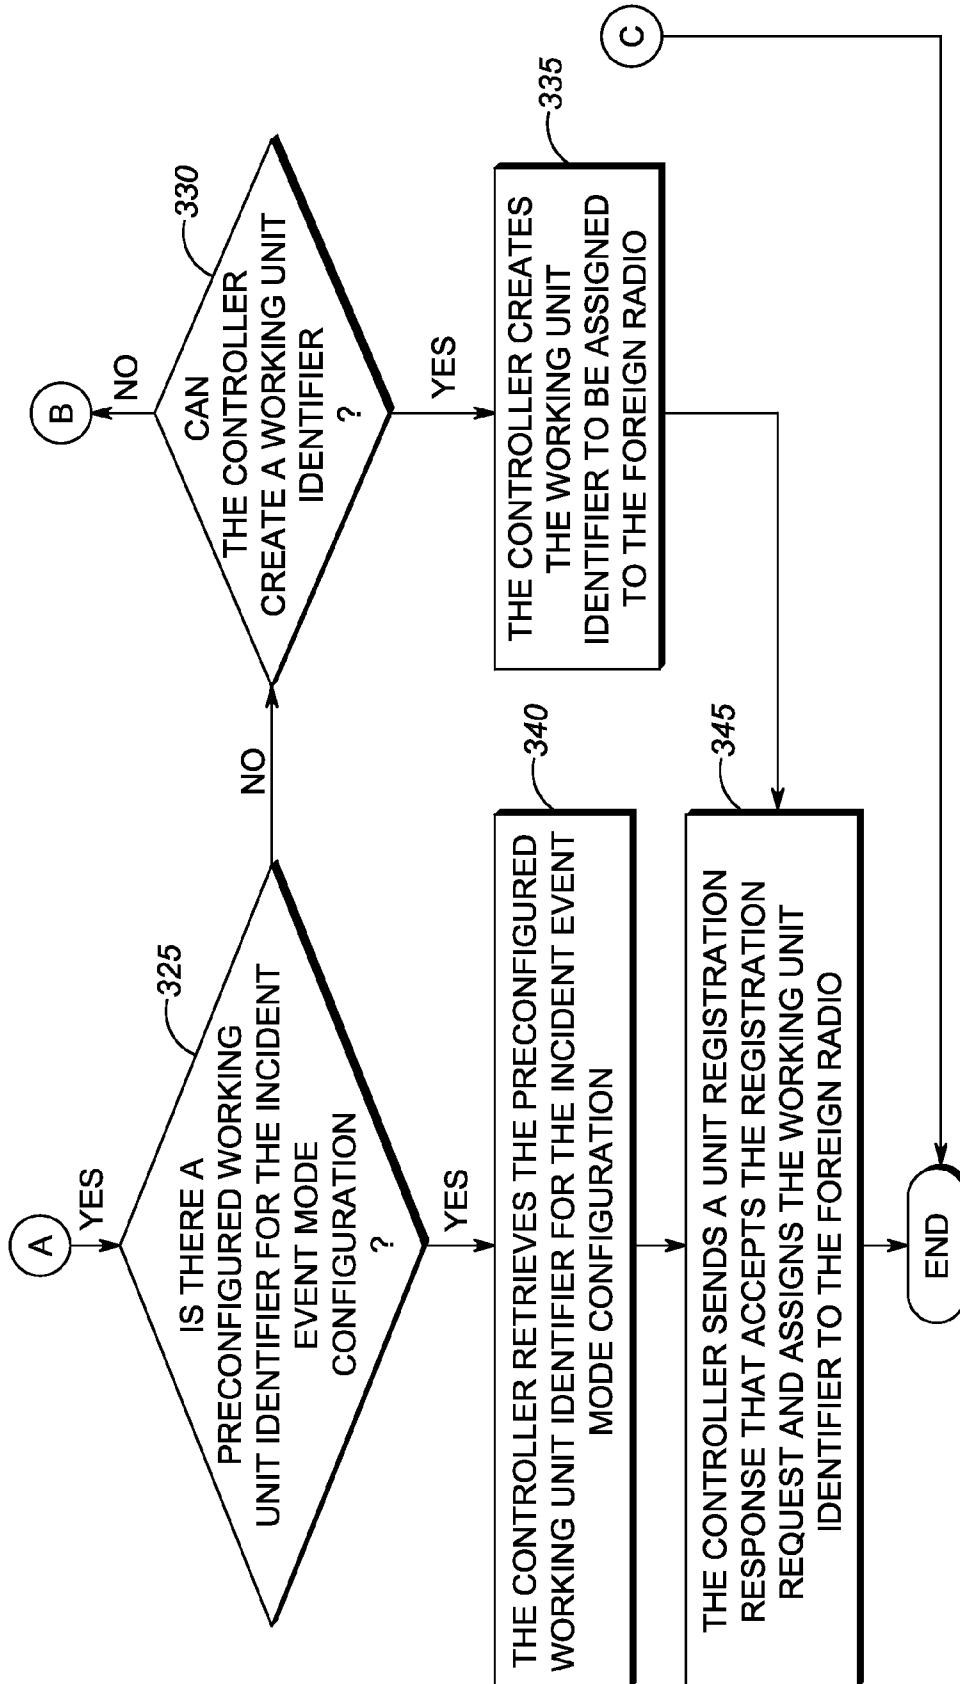 A
YES
IS THERE A
PRECONFIGURED WORKING
UNIT IDENTIFIER FOR THE INCIDENT
EVENT MODE
CONFIGURATION
?
325
NO
YES
CAN
THE CONTROLLER
CREATE A WORKING UNIT
IDENTIFIER
?
330
NO
B
YES
THE CONTROLLER CREATES
THE WORKING UNIT
IDENTIFIER TO BE ASSIGNED
TO THE FOREIGN RADIO
335
THE CONTROLLER RETRIEVES THE PRECONFIGURED
WORKING UNIT IDENTIFIER FOR THE INCIDENT EVENT
MODE CONFIGURATION
340
THE CONTROLLER SENDS A UNIT REGISTRATION
RESPONSE THAT ACCEPTS THE REGISTRATION
REQUEST AND ASSIGNS THE WORKING UNIT
IDENTIFIER TO THE FOREIGN RADIO
345
C
END